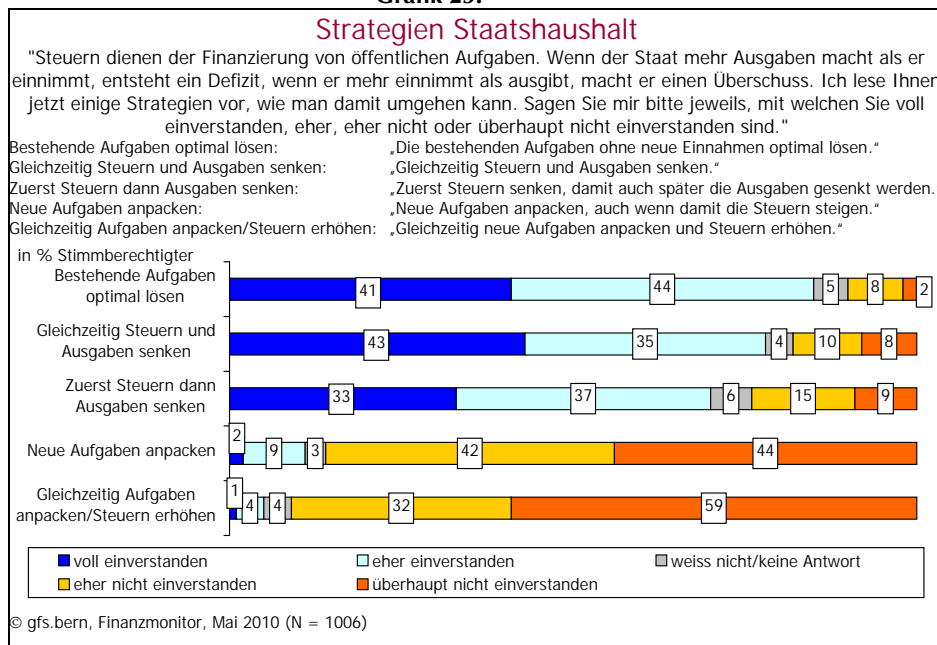 Strategien Staatshaushalt
"Steuern dienen der Finanzierung von öffentlichen Aufgaben. Wenn der Staat mehr Ausgaben macht als er
einnimmt, entsteht ein Defizit, wenn er mehr einnimmt als ausgibt, macht er einen Überschuss. Ich lese Ihnen
jetzt einige Strategien vor, wie man damit umgehen kann. Sagen Sie mir bitte jeweils, mit welchen Sie voll
einverstanden, eher, eher nicht oder überhaupt nicht einverstanden sind."
Bestehende Aufgaben optimal lösen: „Die bestehenden Aufgaben ohne neue Einnahmen optimal lösen.“
Gleichzeitig Steuern und Ausgaben senken: „Gleichzeitig Steuern und Ausgaben senken.“
Zuerst Steuern dann Ausgaben senken: „Zuerst Steuern senken, damit auch später die Ausgaben gesenkt werden.
Neue Aufgaben anpacken: „Neue Aufgaben anpacken, auch wenn damit die Steuern steigen.“
Gleichzeitig Aufgaben anpacken/Steuern erhöhen: „Gleichzeitig neue Aufgaben anpacken und Steuern erhöhen.“
in % Stimmberechtigter
Bestehende Aufgaben
optimal lösen
41 44 5 8 2
Gleichzeitig Steuern und
Ausgaben senken
43 35 4 10 8
Zuerst Steuern dann
Ausgaben senken
33 37 6 15 9
Neue Aufgaben anpacken
2 9 3 42 44
Gleichzeitig Aufgaben
anpacken/Steuern erhöhen
1 4 4 32 59
voll einverstanden eher einverstanden weiss nicht/keine Antwort
eher nicht einverstanden überhaupt nicht einverstanden
© gfs.bern, Finanzmonitor, Mai 2010 (N = 1006)